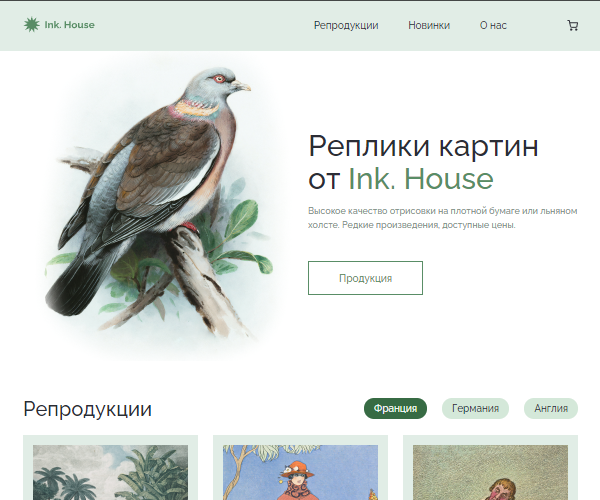 Ink. House
Репродукции
Новинки
О нас
Реплики картин
от Ink. House
Высокое качество отрисовки на плотной бумаге или льняном
холсте. Редкие произведения, доступные цены.
Продукция
Репродукции
Франция
Германия
Англия